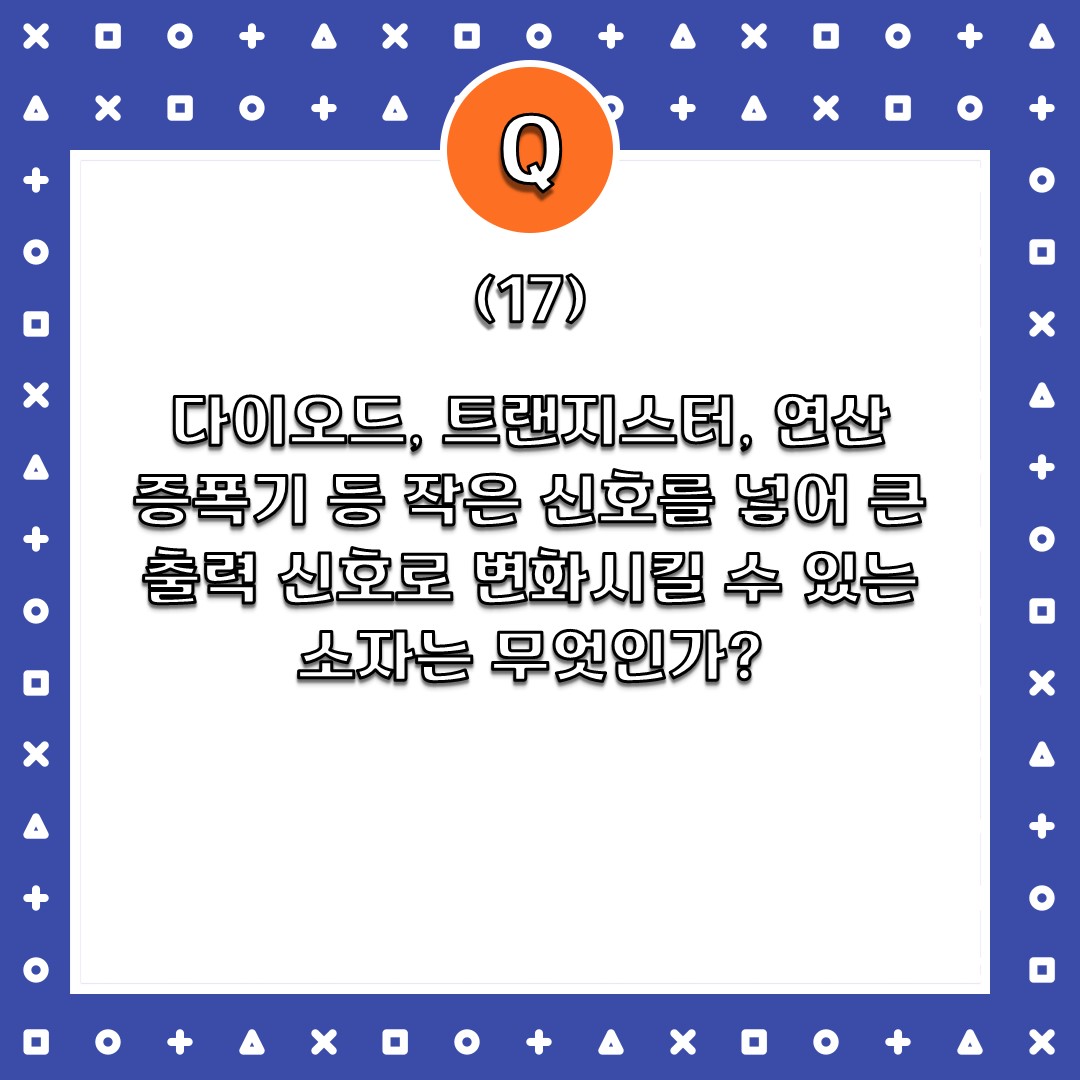 Q
(17)
다이오드, 트랜지스터, 연산
증폭기 등 작은 신호를 넣어 큰
출력 신호로 변화시킬 수 있는
소자는 무엇인가?